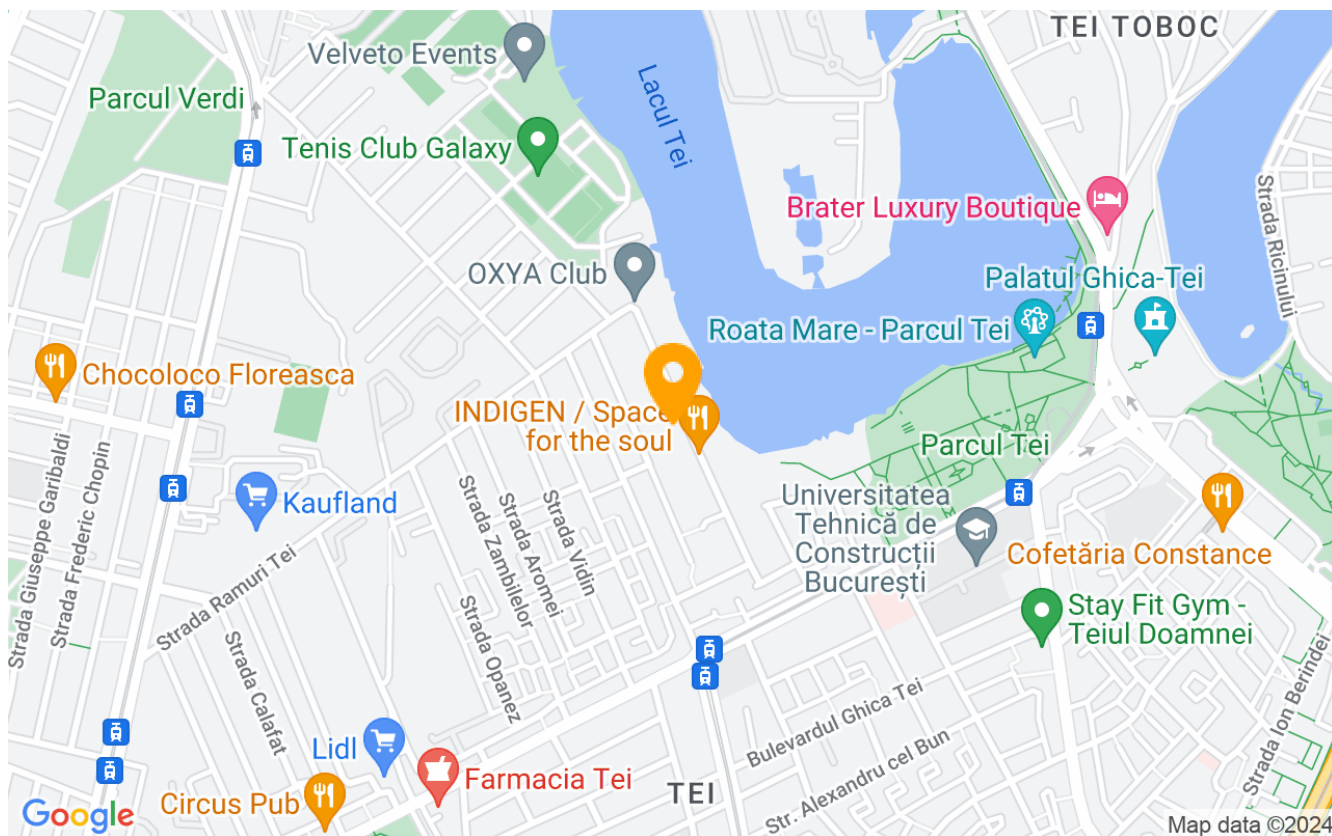 TEI TOBOC
Velveto Events
Lacul Tei
Parcul Verdi
Tenis Club Galaxy
Strada Ricinului
Brater Luxury Boutique
OXYA Club
Palatul Ghica-Tei
Roata Mare - Parcul Tei
Chocoloco Floreasca
INDIGEN / Space
for the soul
Parcul Tei
Strada Giuseppe Garibaldi
Strada Frederic Chopin
Kaufland
Strada Zambilelor
Strada Aromei
Strada Vidin
Universitatea
Tehnică de
Construcții
București
Cofetăria Constance
Strada Ramuri Tei
Stay Fit Gym -
Teiul Doamnei
Strada Calafat
Strada Opanez
Bulevardul Ghica Tei
Str. Alexandru cel Bun
Strada Ion Berindei
Lidl
Farmacia Tei
TEI
Circus Pub
Google
Map data ©2024